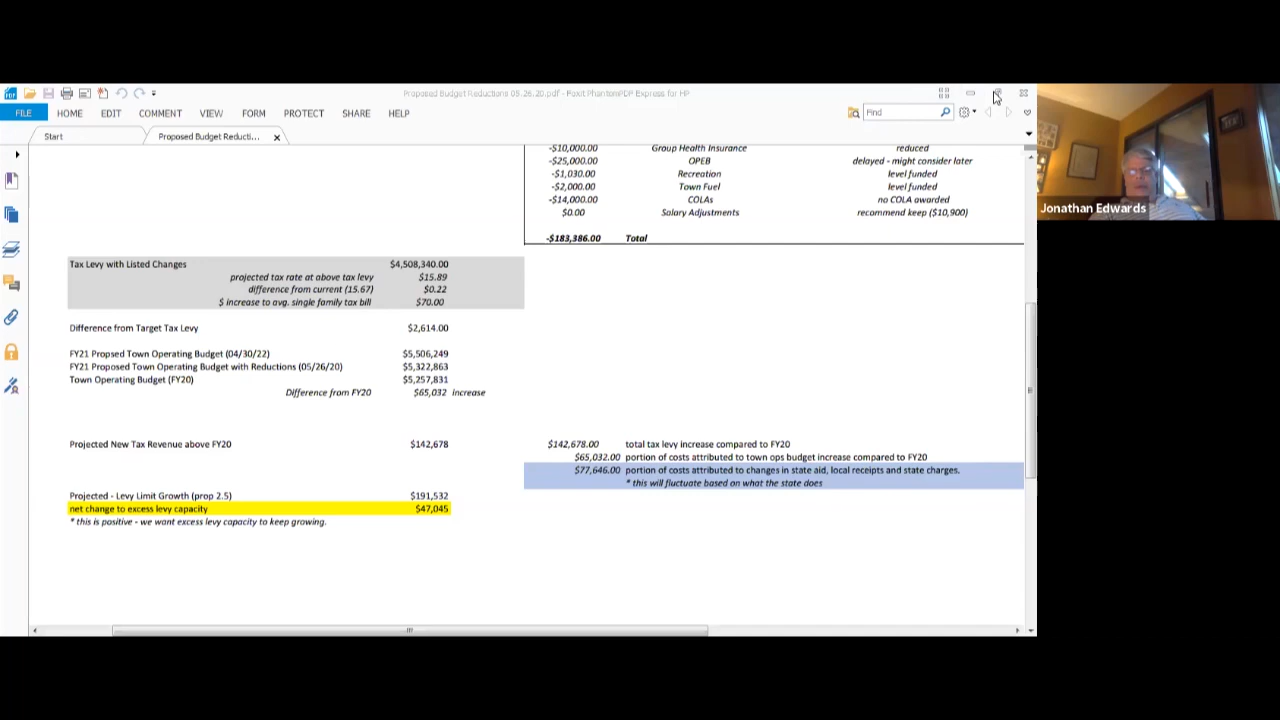 Proposed Budget Reductions 05.26.20.pdf - Foxit PhantomPDF Express for HP
FILE HOME EDIT COMMENT VIEW FORM PROTECT SHARE HELP
Find
Start Proposed Budget Reducti...
-$10,000.00 Group Health Insurance reduced
-$25,000.00 OPEB delayed - might consider later
-$1,030.00 Recreation level funded
-$2,000.00 Town Fuel level funded
-$14,000.00 COLAs no COLA awarded
$0.00 Salary Adjustments recommend keep ($10,900)
-$183,386.00 Total
Tax Levy with Listed Changes $4,508,340.00
projected tax rate at above tax levy $15.89
difference from current (15.67) $0.22
$ increase to avg. single family tax bill $70.00
Difference from Target Tax Levy $2,614.00
FY21 Propsed Town Operating Budget (04/30/22) $5,506,249
FY21 Proposed Town Operating Budget with Reductions (05/26/20) $5,322,863
Town Operating Budget (FY20) $5,257,831
Difference from FY20 $65,032 increase
Projected New Tax Revenue above FY20 $142,678 $142,678.00 total tax levy increase compared to FY20
$65,032.00 portion of costs attributed to town ops budget increase compared to FY20
$77,646.00 portion of costs attributed to changes in state aid, local receipts and state charges.
* this will fluctuate based on what the state does
Projected - Levy Limit Growth (prop 2.5) $191,532
net change to excess levy capacity $47,045
* this is positive - we want excess levy capacity to keep growing.
Jonathan Edwards